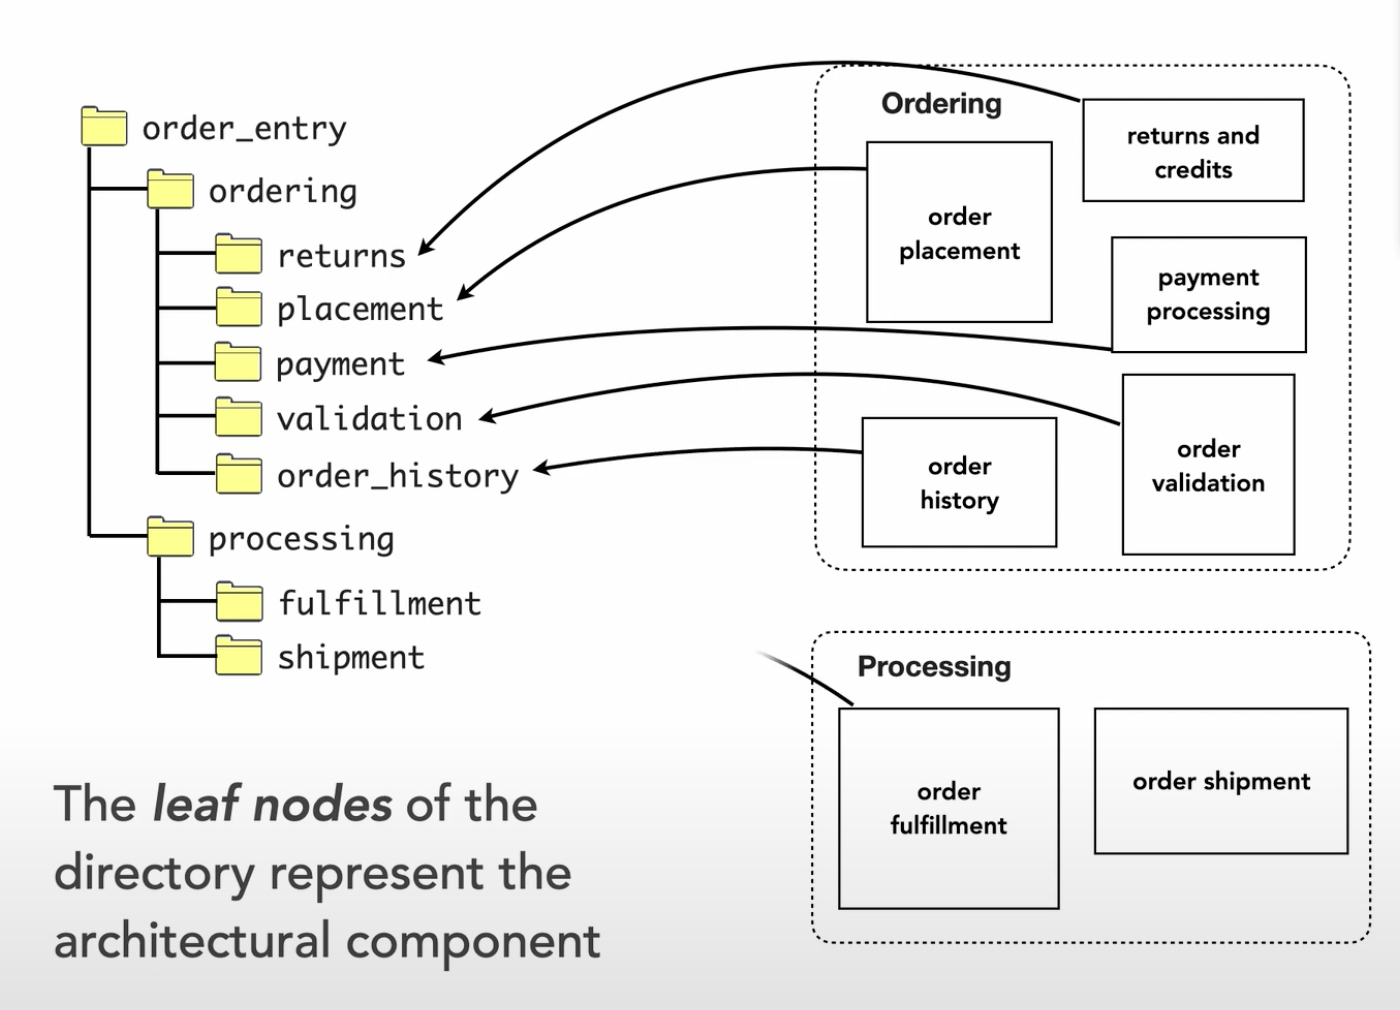 order_entry
ordering
returns
placement
payment
validation
order_history
processing
fulfillment
shipment
The leaf nodes of the
directory represent the
architectural component
Ordering
returns and
credits
order
placement
payment
processing
order
validation
order
history
Processing
order
fulfillment
order shipment